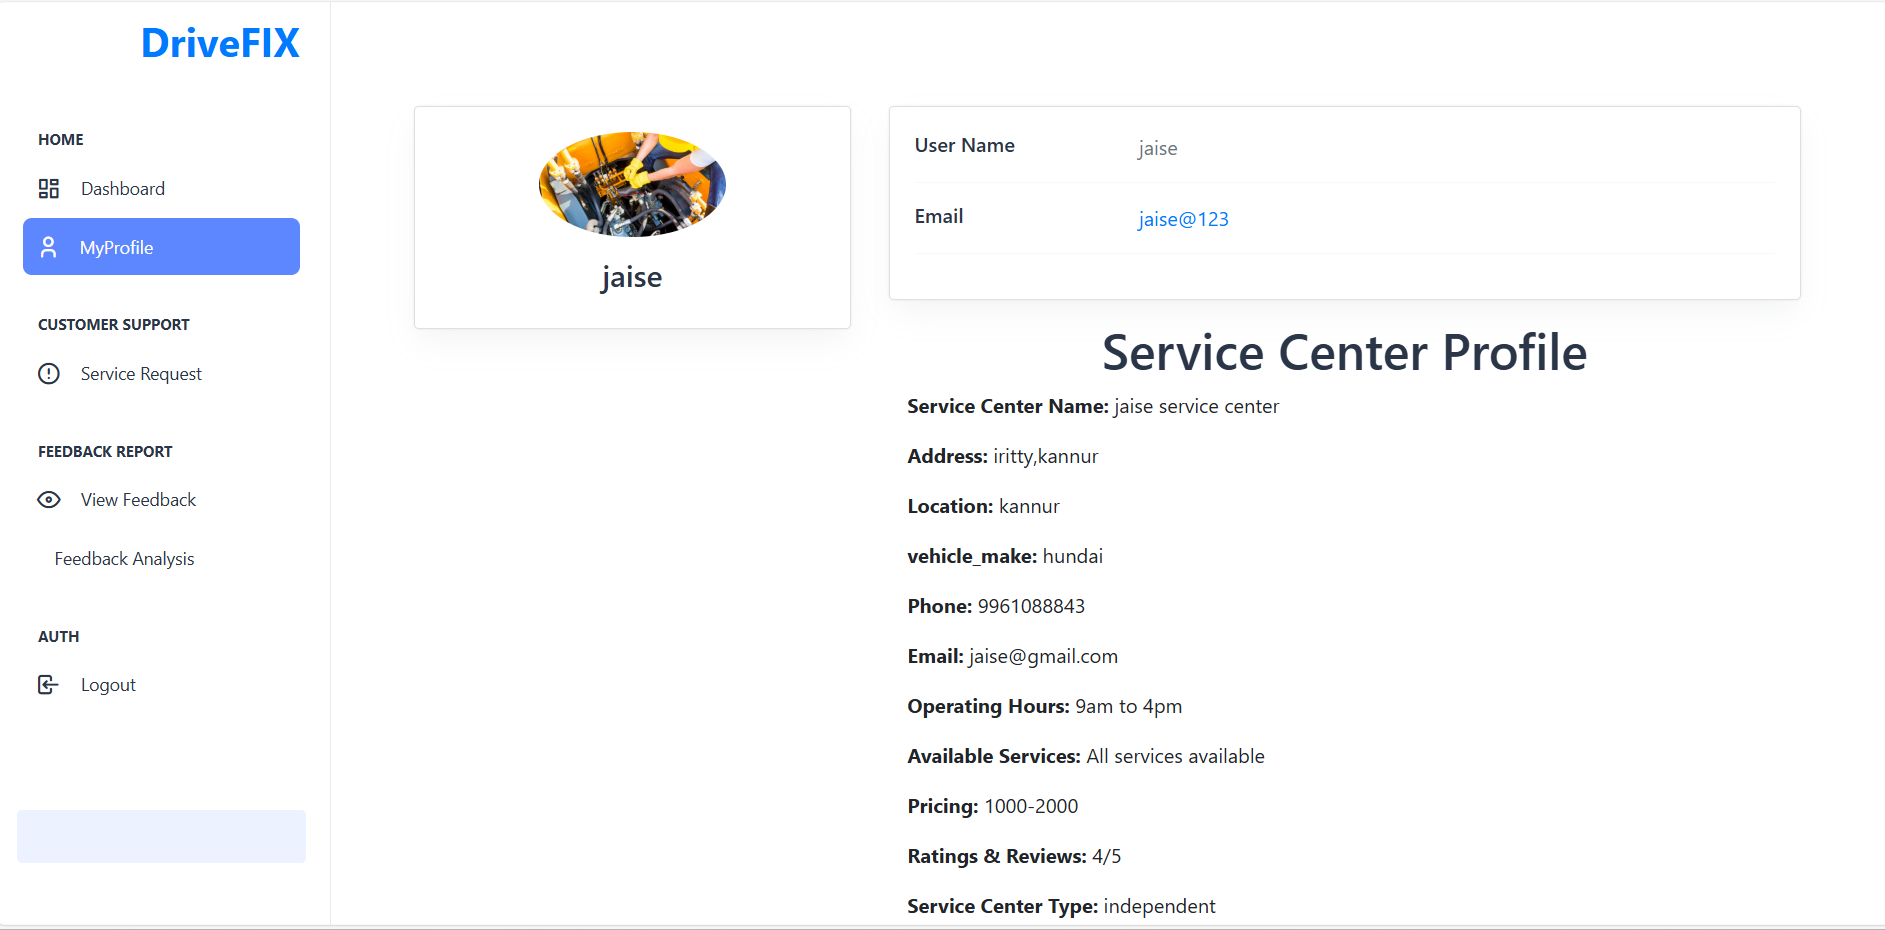 DriveFIX
HOME
Dashboard
MyProfile
CUSTOMER SUPPORT
Service Request
FEEDBACK REPORT
View Feedback
Feedback Analysis
AUTH
Logout
jaise
User Name jaise
Email jaise@123
Service Center Profile
Service Center Name: jaise service center
Address: iritty,kannur
Location: kannur
vehicle_make: hundai
Phone: 9961088843
Email: jaise@gmail.com
Operating Hours: 9am to 4pm
Available Services: All services available
Pricing: 1000-2000
Ratings & Reviews: 4/5
Service Center Type: independent